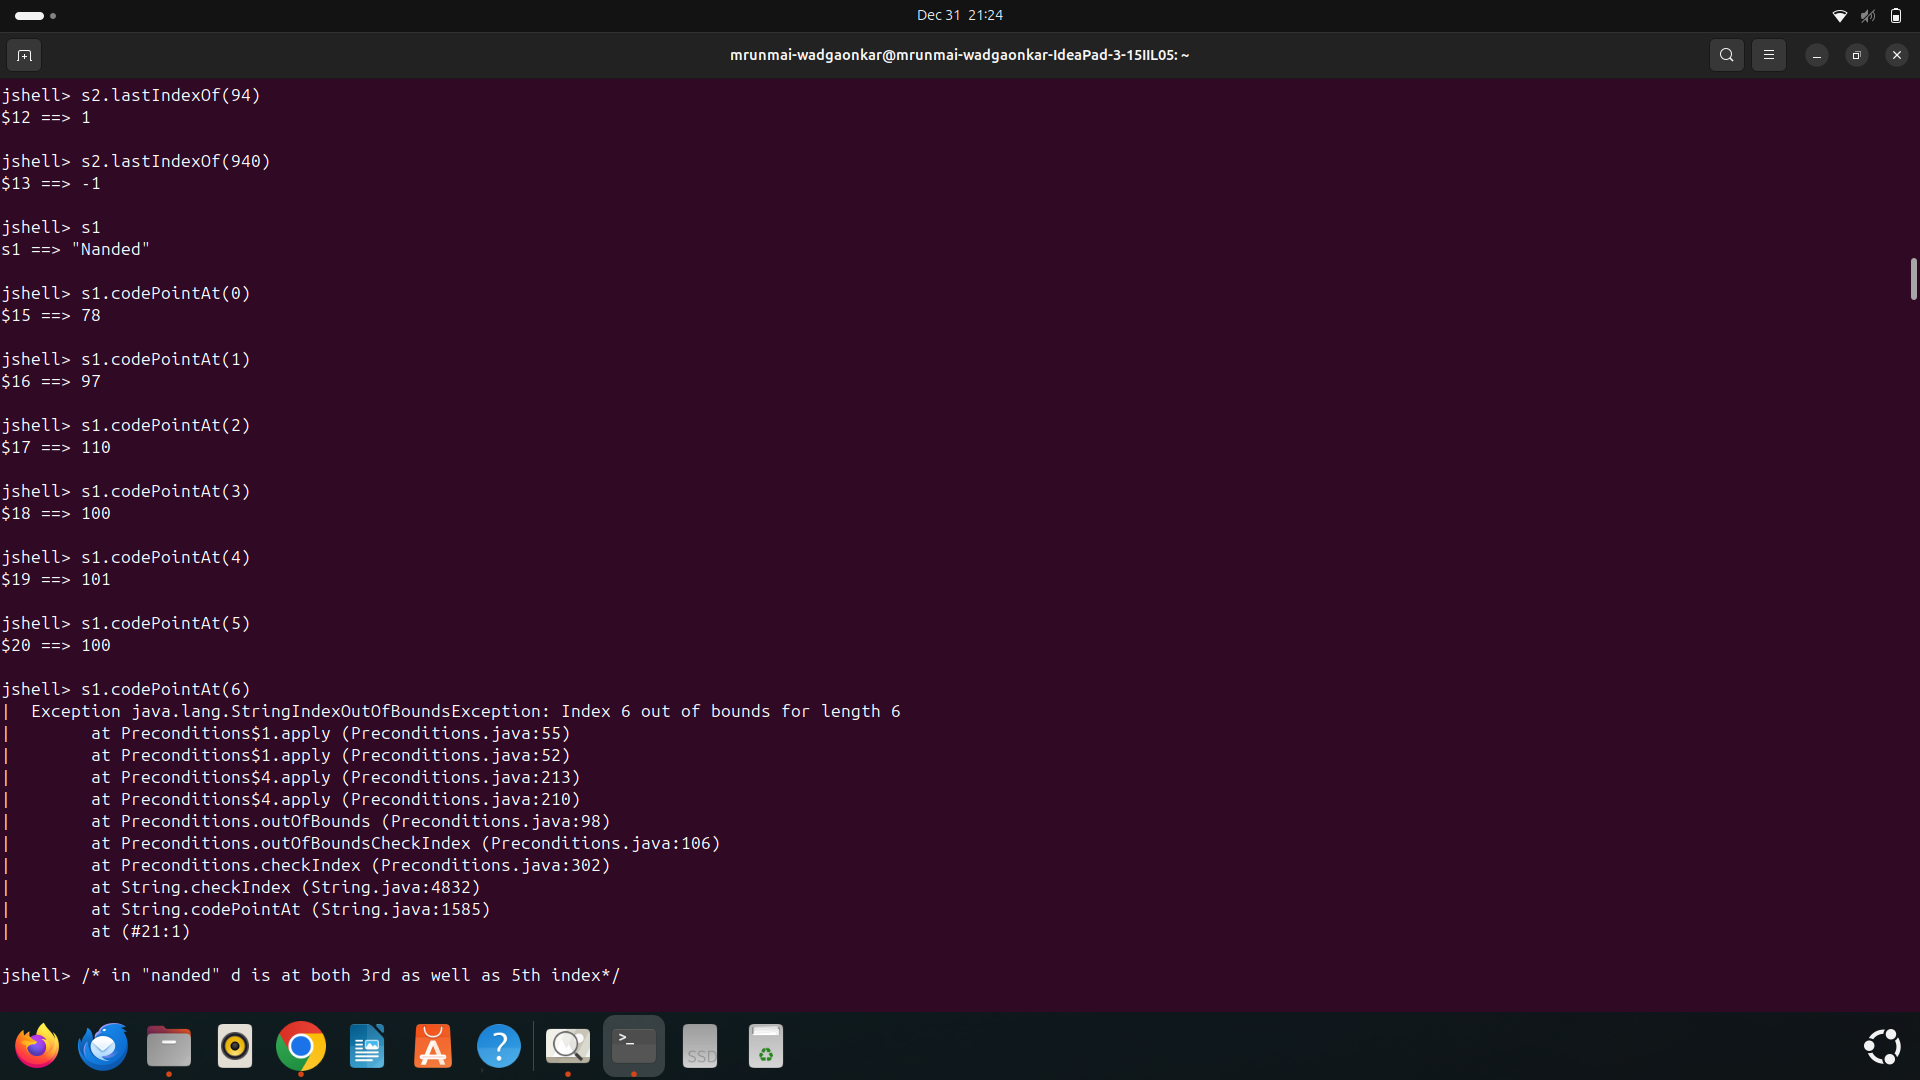 Dec 31 21:24
mrunmai-wadgaonkar@mrunmai-wadgaonkar-IdeaPad-3-15IIL05: ~
jshell> s2.lastIndexOf(94)
$12 ==> 1
jshell> s2.lastIndexOf(940)
$13 ==> -1
jshell> s1
s1 ==> "Nanded"
jshell> s1.codePointAt(0)
$15 ==> 78
jshell> s1.codePointAt(1)
$16 ==> 97
jshell> s1.codePointAt(2)
$17 ==> 110
jshell> s1.codePointAt(3)
$18 ==> 100
jshell> s1.codePointAt(4)
$19 ==> 101
jshell> s1.codePointAt(5)
$20 ==> 100
jshell> s1.codePointAt(6)
|  Exception java.lang.StringIndexOutOfBoundsException: Index 6 out of bounds for length 6
|        at Preconditions$1.apply (Preconditions.java:55)
|        at Preconditions$1.apply (Preconditions.java:52)
|        at Preconditions$4.apply (Preconditions.java:213)
|        at Preconditions$4.apply (Preconditions.java:210)
|        at Preconditions.outOfBounds (Preconditions.java:98)
|        at Preconditions.outOfBoundsCheckIndex (Preconditions.java:106)
|        at Preconditions.checkIndex (Preconditions.java:302)
|        at String.checkIndex (String.java:4832)
|        at String.codePointAt (String.java:1585)
|        at (#21:1)
jshell> /* in "nanded" d is at both 3rd as well as 5th index*/
>_
SSD